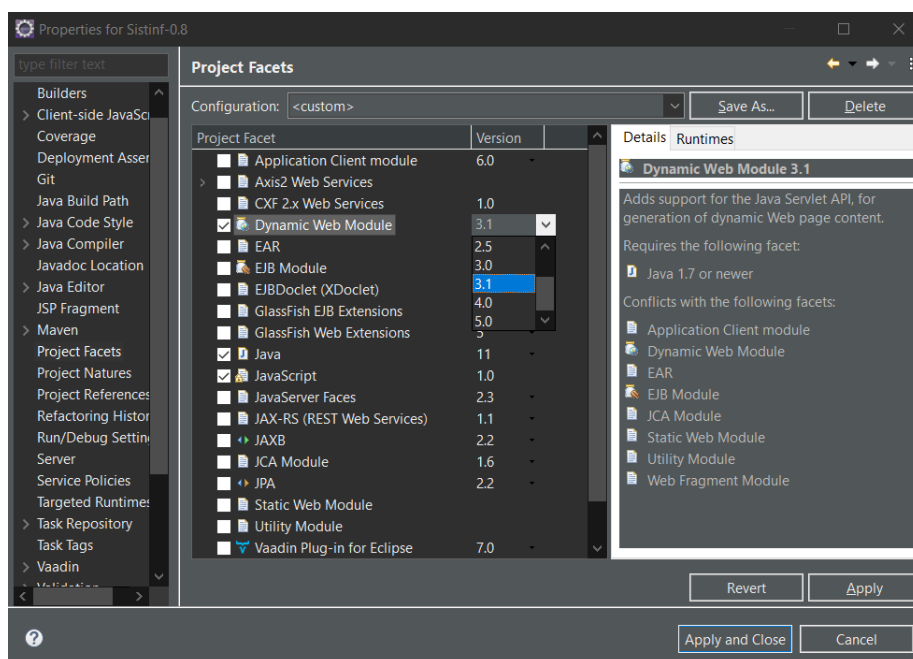 Properties for Sistinf-0.8
type filter text
Builders
Client-side JavaSc
Coverage
Deployment Asser
Git
Java Build Path
Java Code Style
Java Compiler
Javadoc Location
Java Editor
JSP Fragment
Maven
Project Facets
Project Natures
Project References
Refactoring Histor
Run/Debug Settin
Server
Service Policies
Targeted Runtimes
Task Repository
Task Tags
Vaadin
Validation
Project Facets
Configuration: <custom> Save As... Delete
Project Facet Version
Application Client module 6.0
Axis2 Web Services
CXF 2.x Web Services 1.0
Dynamic Web Module 3.1
EAR 2.5
EJB Module 3.0
EJBDoclet (XDoclet) 3.1
GlassFish EJB Extensions 4.0
GlassFish Web Extensions 5.0
5
Java 11
JavaScript 1.0
JavaServer Faces 2.3
JAX-RS (REST Web Services) 1.1
JAXB 2.2
JCA Module 1.6
JPA 2.2
Static Web Module
Utility Module
Vaadin Plug-in for Eclipse 7.0
Details Runtimes
Dynamic Web Module 3.1
Adds support for the Java Servlet API, for
generation of dynamic Web page content.
Requires the following facet:
Java 1.7 or newer
Conflicts with the following facets:
Application Client module
Dynamic Web Module
EAR
EJB Module
JCA Module
Static Web Module
Utility Module
Web Fragment Module
Revert Apply
Apply and Close Cancel